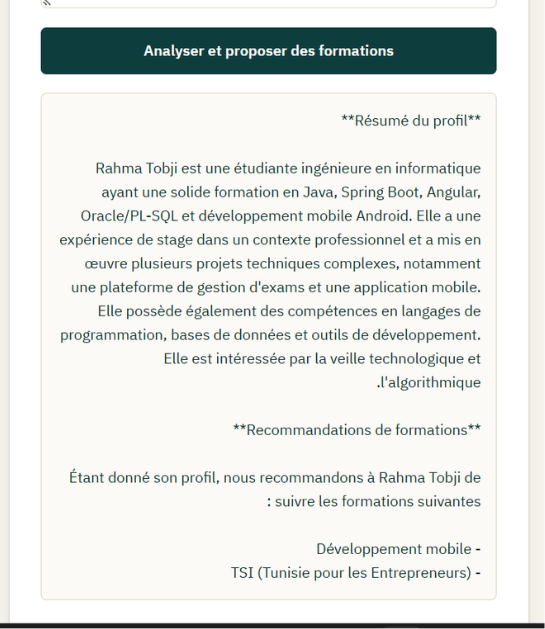 Analyser et proposer des formations
**Résumé du profil**
Rahma Tobji est une étudiante ingénieure en informatique
ayant une solide formation en Java, Spring Boot, Angular,
Oracle/PL-SQL et développement mobile Android. Elle a une
expérience de stage dans un contexte professionnel et a mis en
œuvre plusieurs projets techniques complexes, notamment
une plateforme de gestion d'exams et une application mobile.
Elle possède également des compétences en langages de
programmation, bases de données et outils de développement.
Elle est intéressée par la veille technologique et
.l'algorithmique
**Recommandations de formations**
Étant donné son profil, nous recommandons à Rahma Tobji de
: suivre les formations suivantes
Développement mobile -
TSI (Tunisie pour les Entrepreneurs) -